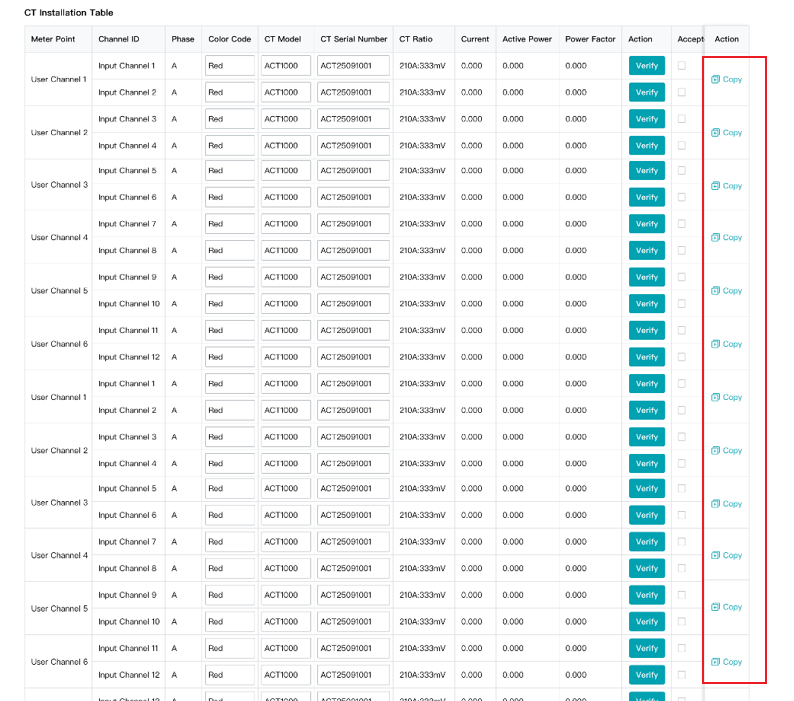 CT Installation Table
Meter Point Channel ID Phase Color Code CT Model CT Serial Number CT Ratio Current Active Power Power Factor Action Accept Action
Input Channel 1 A Red ACT1000 ACT25091001 210A:333mV 0.000 0.000 0.000 Verify
User Channel 1 Copy
Input Channel 2 A Red ACT1000 ACT25091001 210A:333mV 0.000 0.000 0.000 Verify
Input Channel 3 A Red ACT1000 ACT25091001 210A:333mV 0.000 0.000 0.000 Verify
User Channel 2 Copy
Input Channel 4 A Red ACT1000 ACT25091001 210A:333mV 0.000 0.000 0.000 Verify
Input Channel 5 A Red ACT1000 ACT25091001 210A:333mV 0.000 0.000 0.000 Verify
User Channel 3 Copy
Input Channel 6 A Red ACT1000 ACT25091001 210A:333mV 0.000 0.000 0.000 Verify
Input Channel 7 A Red ACT1000 ACT25091001 210A:333mV 0.000 0.000 0.000 Verify
User Channel 4 Copy
Input Channel 8 A Red ACT1000 ACT25091001 210A:333mV 0.000 0.000 0.000 Verify
Input Channel 9 A Red ACT1000 ACT25091001 210A:333mV 0.000 0.000 0.000 Verify
User Channel 5 Copy
Input Channel 10 A Red ACT1000 ACT25091001 210A:333mV 0.000 0.000 0.000 Verify
Input Channel 11 A Red ACT1000 ACT25091001 210A:333mV 0.000 0.000 0.000 Verify
User Channel 6 Copy
Input Channel 12 A Red ACT1000 ACT25091001 210A:333mV 0.000 0.000 0.000 Verify
Input Channel 1 A Red ACT1000 ACT25091001 210A:333mV 0.000 0.000 0.000 Verify
User Channel 1 Copy
Input Channel 2 A Red ACT1000 ACT25091001 210A:333mV 0.000 0.000 0.000 Verify
Input Channel 3 A Red ACT1000 ACT25091001 210A:333mV 0.000 0.000 0.000 Verify
User Channel 2 Copy
Input Channel 4 A Red ACT1000 ACT25091001 210A:333mV 0.000 0.000 0.000 Verify
Input Channel 5 A Red ACT1000 ACT25091001 210A:333mV 0.000 0.000 0.000 Verify
User Channel 3 Copy
Input Channel 6 A Red ACT1000 ACT25091001 210A:333mV 0.000 0.000 0.000 Verify
Input Channel 7 A Red ACT1000 ACT25091001 210A:333mV 0.000 0.000 0.000 Verify
User Channel 4 Copy
Input Channel 8 A Red ACT1000 ACT25091001 210A:333mV 0.000 0.000 0.000 Verify
Input Channel 9 A Red ACT1000 ACT25091001 210A:333mV 0.000 0.000 0.000 Verify
User Channel 5 Copy
Input Channel 10 A Red ACT1000 ACT25091001 210A:333mV 0.000 0.000 0.000 Verify
Input Channel 11 A Red ACT1000 ACT25091001 210A:333mV 0.000 0.000 0.000 Verify
User Channel 6 Copy
Input Channel 12 A Red ACT1000 ACT25091001 210A:333mV 0.000 0.000 0.000 Verify